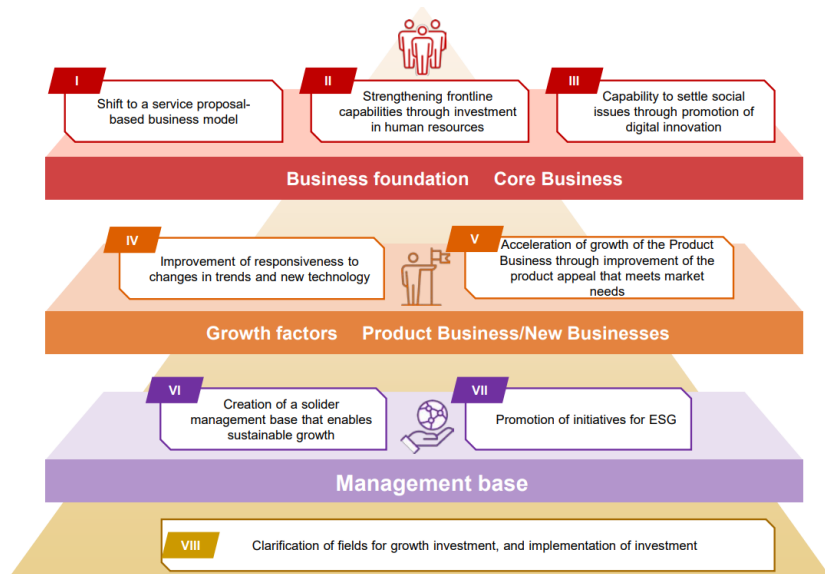 I
Shift to a service proposal-
based business model
II
Strengthening frontline
capabilities through investment
in human resources
III
Capability to settle social
issues through promotion of
digital innovation
Business foundation Core Business
IV
Improvement of responsiveness to
changes in trends and new technology
V
Acceleration of growth of the Product
Business through improvement of the
product appeal that meets market
needs
Growth factors Product Business/New Businesses
VI
Creation of a solider
management base that enables
sustainable growth
VII
Promotion of initiatives for ESG
Management base
VIII
Clarification of fields for growth investment, and implementation of investment